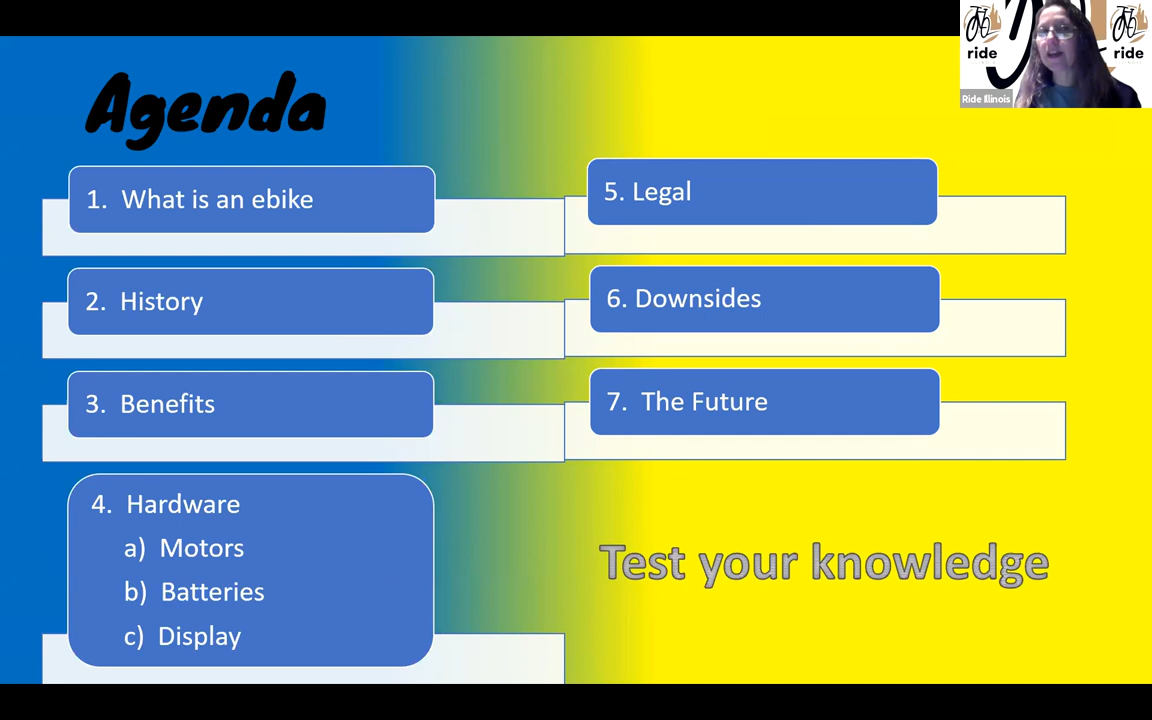 Agenda
1. What is an ebike
2. History
3. Benefits
4. Hardware
a) Motors
b) Batteries
c) Display
5. Legal
6. Downsides
7. The Future
Test your knowledge
ride
ride
Ride Illinois